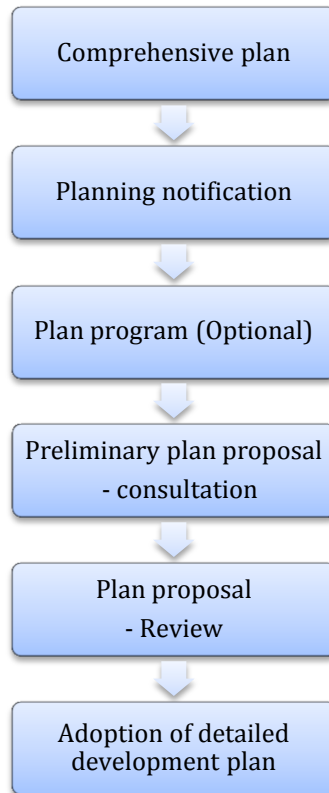 Comprehensive plan
Planning notification
Plan program (Optional)
Preliminary plan proposal
- consultation
Plan proposal
- Review
Adoption of detailed
development plan